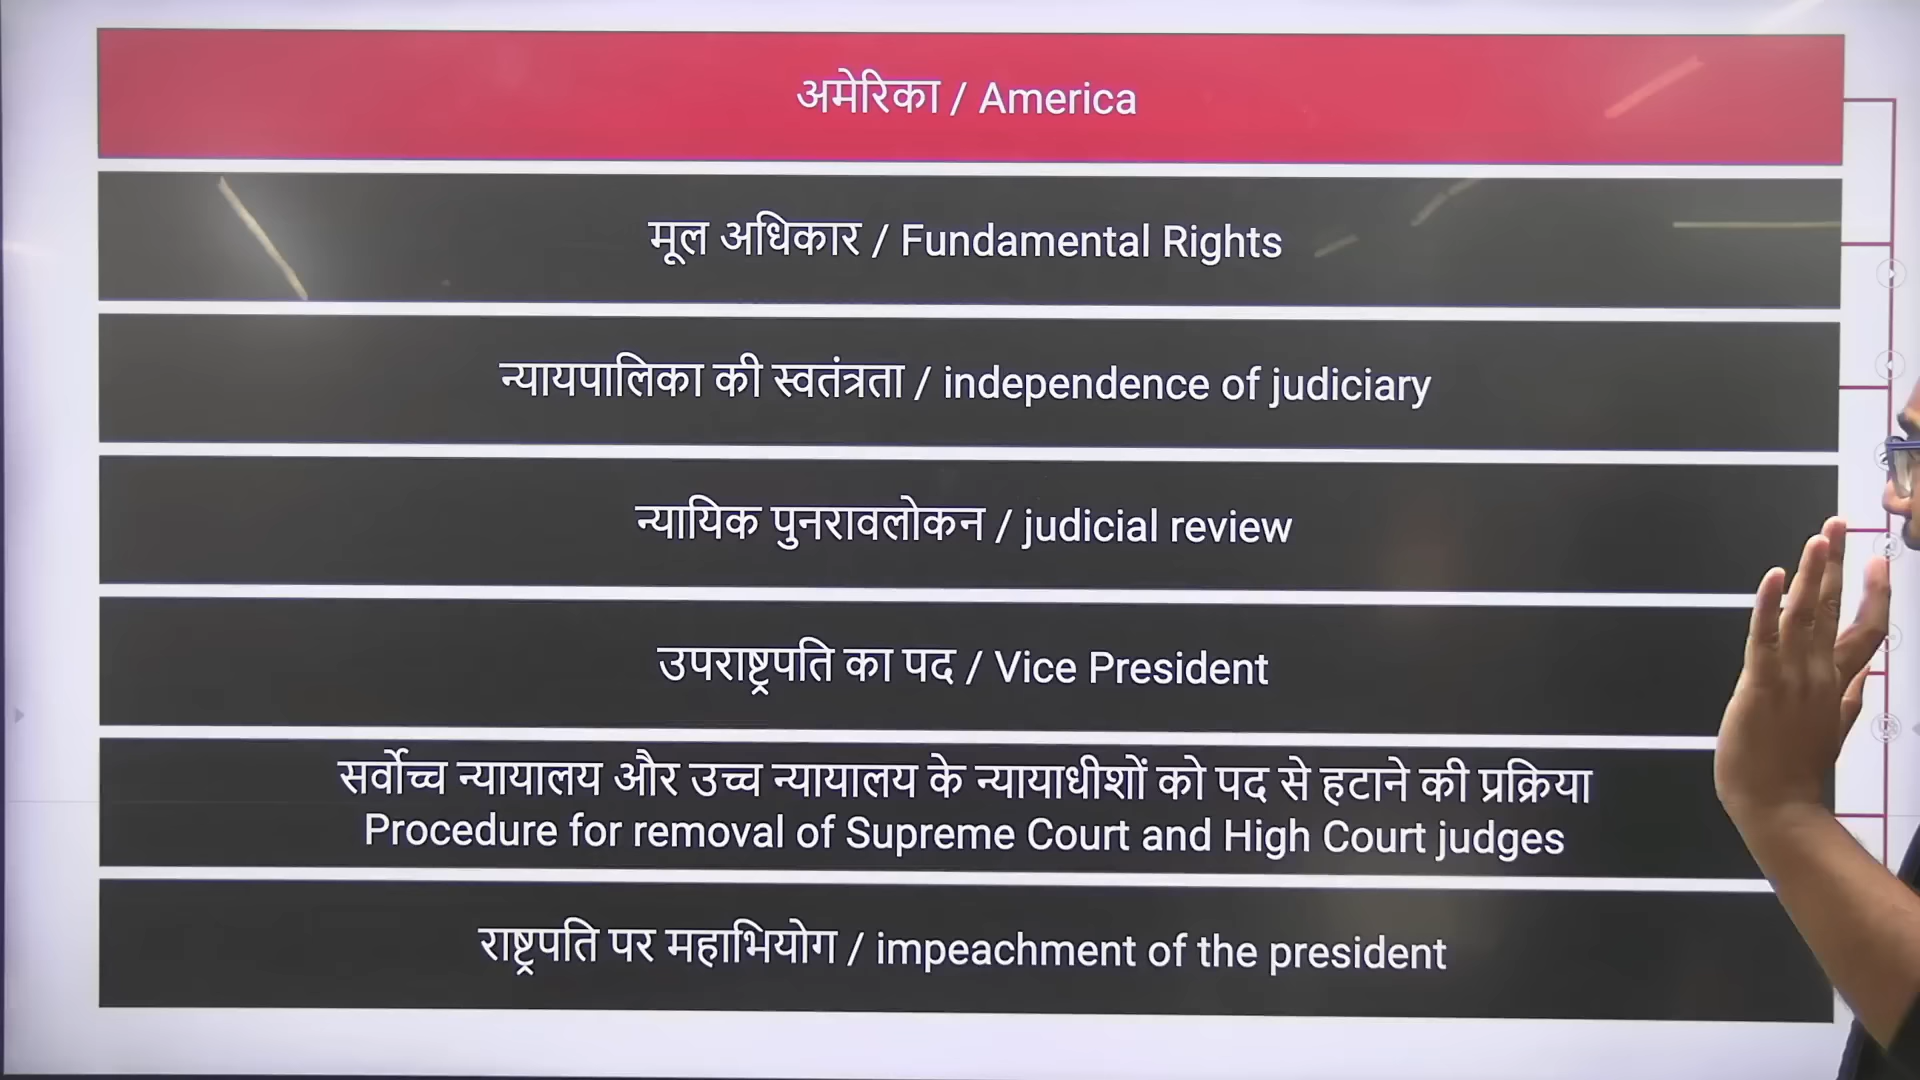 अमेरिका / America
मूल अधिकार / Fundamental Rights
न्यायपालिका की स्वतंत्रता / independence of judiciary
न्यायिक पुनरावलोकन / judicial review
उपराष्ट्रपति का पद / Vice President
सर्वोच्च न्यायालय और उच्च न्यायालय के न्यायाधीशों को पद से हटाने की प्रक्रिया
Procedure for removal of Supreme Court and High Court judges
राष्ट्रपति पर महाभियोग / impeachment of the president